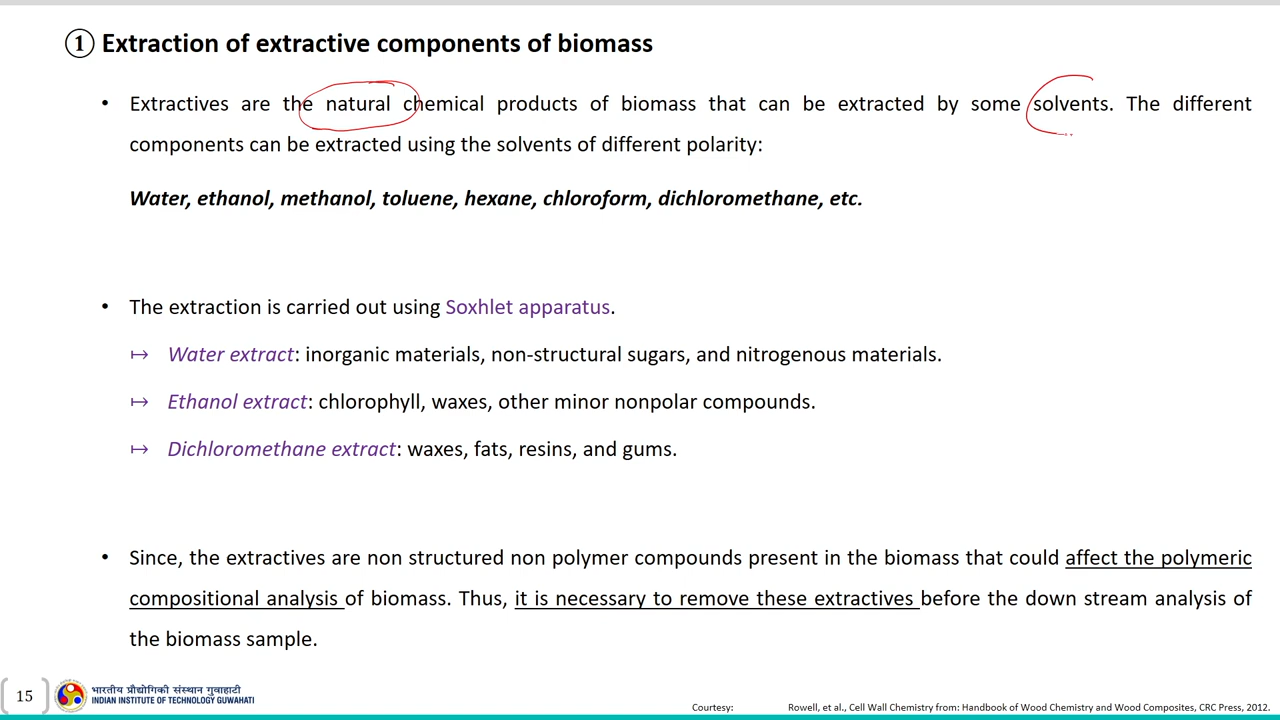 ① Extraction of extractive components of biomass
• Extractives are the natural chemical products of biomass that can be extracted by some solvents. The different
components can be extracted using the solvents of different polarity:
Water, ethanol, methanol, toluene, hexane, chloroform, dichloromethane, etc.
• The extraction is carried out using Soxhlet apparatus.
↦ Water extract: inorganic materials, non-structural sugars, and nitrogenous materials.
↦ Ethanol extract: chlorophyll, waxes, other minor nonpolar compounds.
↦ Dichloromethane extract: waxes, fats, resins, and gums.
• Since, the extractives are non structured non polymer compounds present in the biomass that could affect the polymeric
compositional analysis of biomass. Thus, it is necessary to remove these extractives before the down stream analysis of
the biomass sample.
15
भारतीय प्रौद्योगिकी संस्थान गुवाहाटी
INDIAN INSTITUTE OF TECHNOLOGY GUWAHATI
Courtesy: Rowell, et al., Cell Wall Chemistry from: Handbook of Wood Chemistry and Wood Composites, CRC Press, 2012.